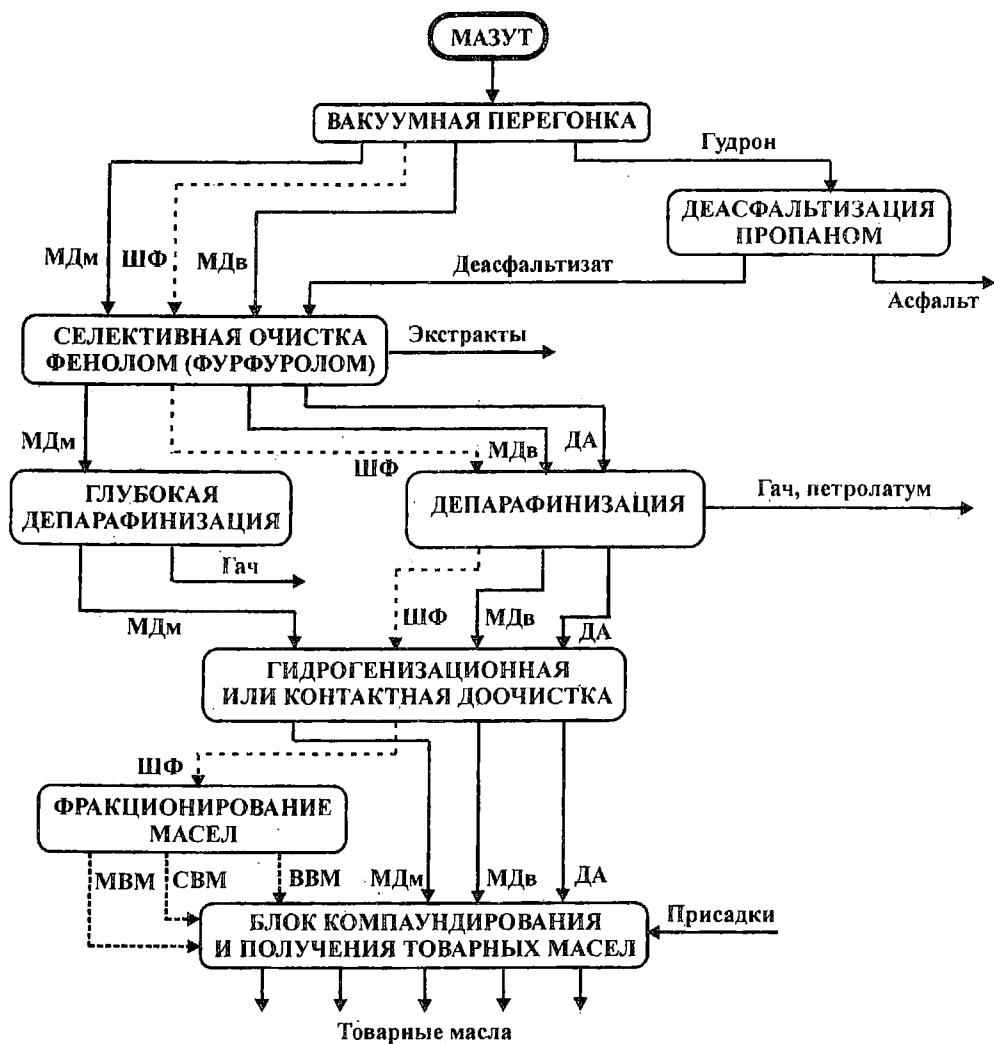 МАЗУТ
ВАКУУМНАЯ ПЕРЕГОНКА
Гудрон
ДЕАСФАЛЬТИЗАЦИЯ
ПРОПАНОМ
МДм
ШФ
МДв
Деасфальтизат
Асфальт
СЕЛЕКТИВНАЯ ОЧИСТКА
ФЕНОЛОМ (ФУРФУРОЛОМ)
Экстракты
МДм
ШФ
МДв
ДА
ГЛУБОКАЯ
ДЕПАРАФИНИЗАЦИЯ
ДЕПАРАФИНИЗАЦИЯ
Гач, петролатум
Гач
МДм
ШФ
МДв
ДА
ГИДРОГЕНИЗАЦИОННАЯ
ИЛИ КОНТАКТНАЯ ДООЧИСТКА
ШФ
ФРАКЦИОНИРОВАНИЕ
МАСЕЛ
МВМ
СВМ
ВВМ
МДм
МДв
ДА
БЛОК КОМПАУНДИРОВАНИЯ
И ПОЛУЧЕНИЯ ТОВАРНЫХ МАСЕЛ
Присадки
Товарные масла